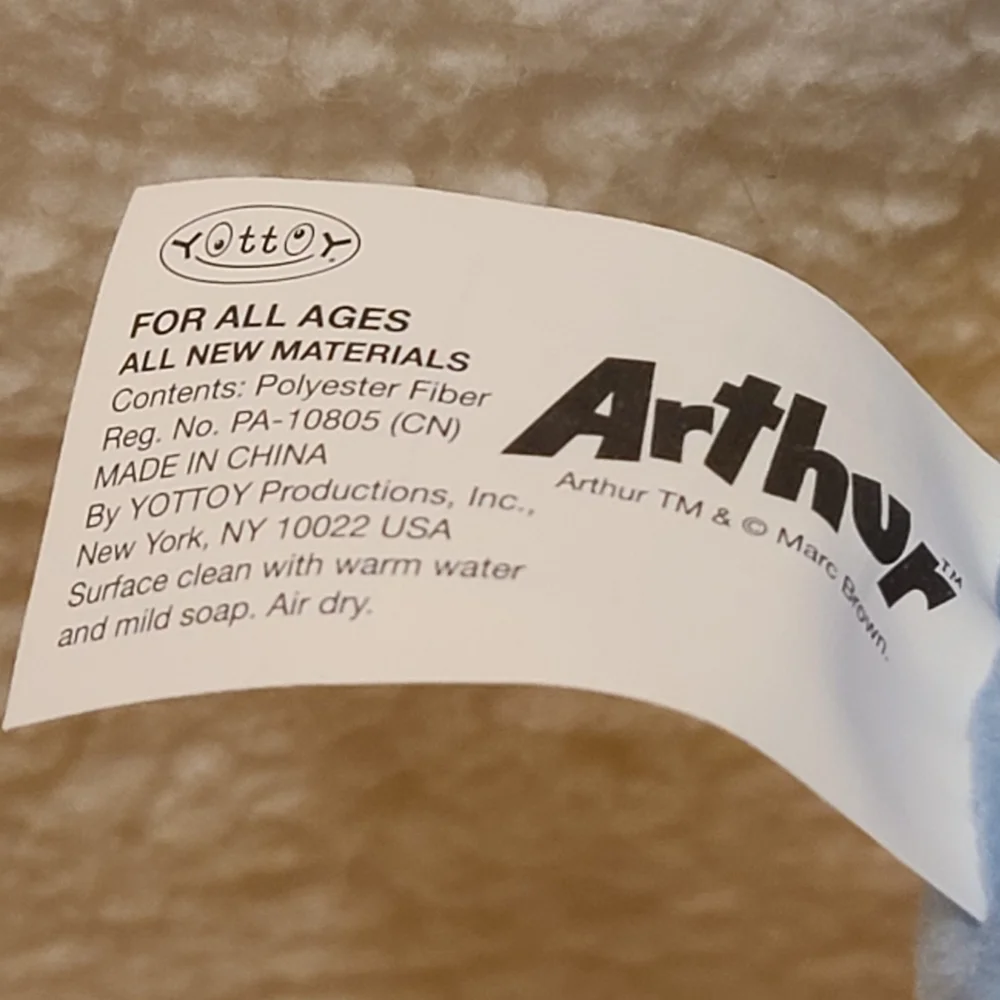 YOttOY
FOR ALL AGES
ALL NEW MATERIALS
Contents: Polyester Fiber
Reg. No. PA-10805 (CN)
MADE IN CHINA
By YOTTOY Productions, Inc.,
New York, NY 10022 USA
Surface clean with warm water
and mild soap. Air dry.
Arthur™
Arthur TM & © Marc Brown.